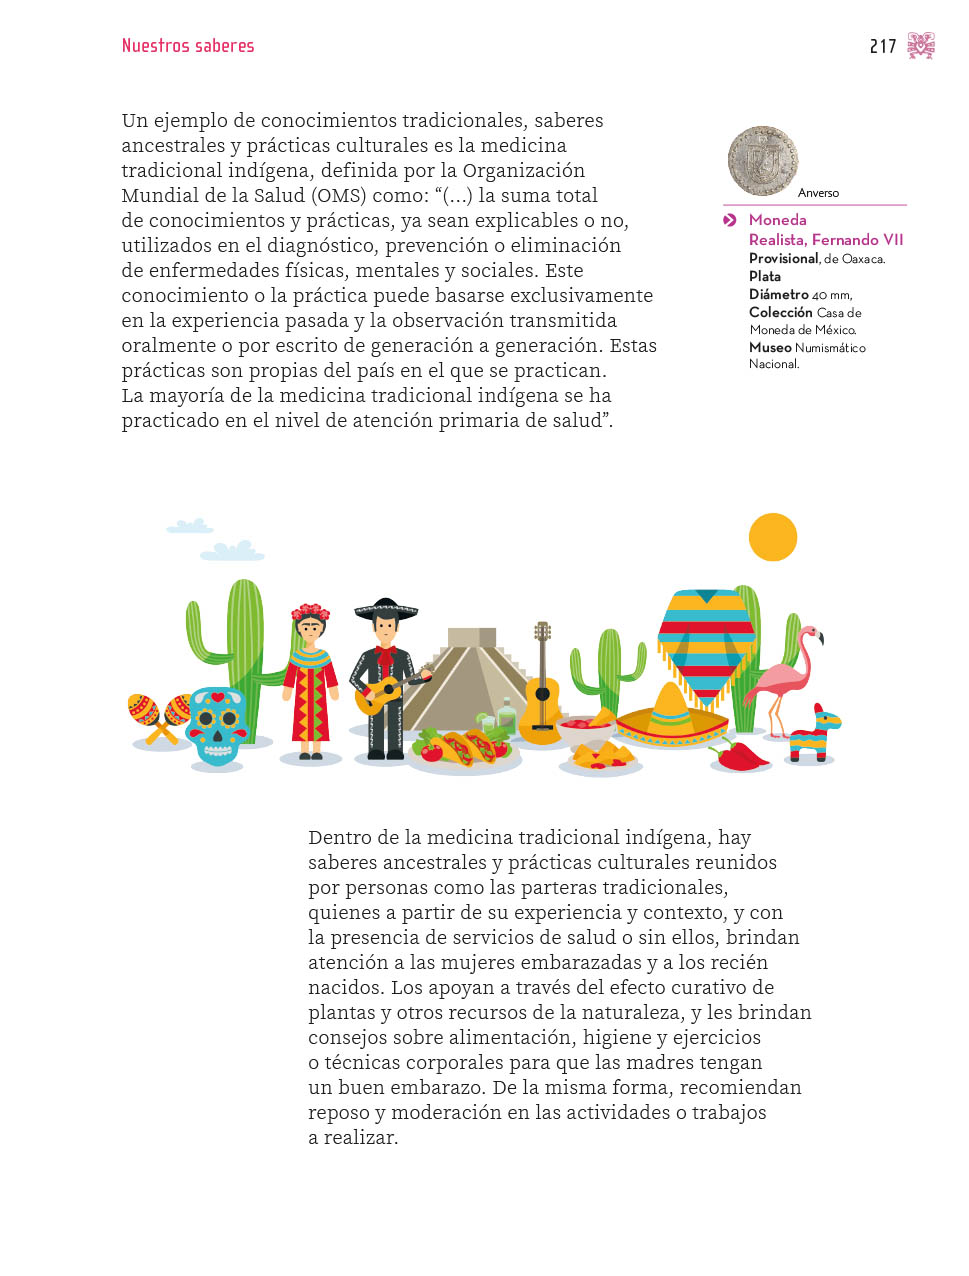 Nuestros saberes
217
Un ejemplo de conocimientos tradicionales, saberes
ancestrales y prácticas culturales es la medicina
tradicional indígena, definida por la Organización
Mundial de la Salud (OMS) como: “(...) la suma total
de conocimientos y prácticas, ya sean explicables o no,
utilizados en el diagnóstico, prevención o eliminación
de enfermedades físicas, mentales y sociales. Este
conocimiento o la práctica puede basarse exclusivamente
en la experiencia pasada y la observación transmitida
oralmente o por escrito de generación a generación. Estas
prácticas son propias del país en el que se practican.
La mayoría de la medicina tradicional indígena se ha
practicado en el nivel de atención primaria de salud”.
Anverso
Moneda
Realista, Fernando VII
Provisional, de Oaxaca.
Plata
Diámetro 40 mm,
Colección Casa de
Moneda de México.
Museo Numismático
Nacional.
Dentro de la medicina tradicional indígena, hay
saberes ancestrales y prácticas culturales reunidos
por personas como las parteras tradicionales,
quienes a partir de su experiencia y contexto, y con
la presencia de servicios de salud o sin ellos, brindan
atención a las mujeres embarazadas y a los recién
nacidos. Los apoyan a través del efecto curativo de
plantas y otros recursos de la naturaleza, y les brindan
consejos sobre alimentación, higiene y ejercicios
o técnicas corporales para que las madres tengan
un buen embarazo. De la misma forma, recomiendan
reposo y moderación en las actividades o trabajos
a realizar.